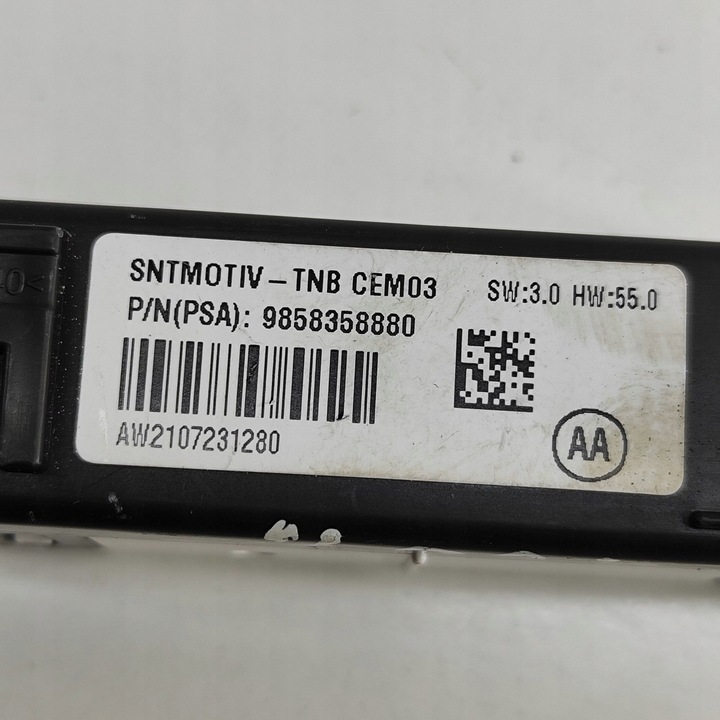 SNTMOTIV-TNB CEM03 SW:3.0 HW:55.0
P/N(PSA): 9858358880
AW2107231280
AA